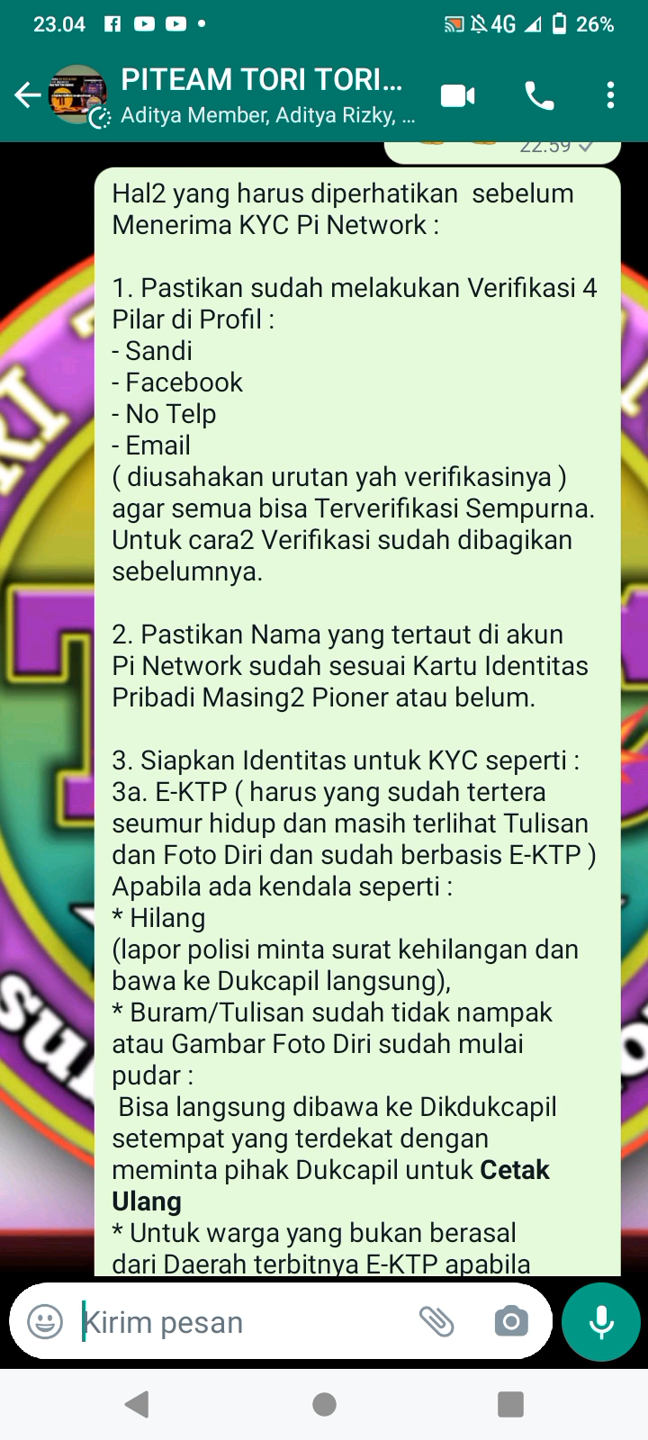 23.04 4G 26%
PITEAM TORI TORI...
Aditya Member, Aditya Rizky, ...
22.59
Hal2 yang harus diperhatikan  sebelum
Menerima KYC Pi Network :
1. Pastikan sudah melakukan Verifikasi 4
Pilar di Profil :
- Sandi
- Facebook
- No Telp
- Email
( diusahakan urutan yah verifikasinya )
agar semua bisa Terverifikasi Sempurna.
Untuk cara2 Verifikasi sudah dibagikan
sebelumnya.
2. Pastikan Nama yang tertaut di akun
Pi Network sudah sesuai Kartu Identitas
Pribadi Masing2 Pioner atau belum.
3. Siapkan Identitas untuk KYC seperti :
3a. E-KTP ( harus yang sudah tertera
seumur hidup dan masih terlihat Tulisan
dan Foto Diri dan sudah berbasis E-KTP )
Apabila ada kendala seperti :
* Hilang
(lapor polisi minta surat kehilangan dan
bawa ke Dukcapil langsung),
* Buram/Tulisan sudah tidak nampak
atau Gambar Foto Diri sudah mulai
pudar :
Bisa langsung dibawa ke Dikdukcapil
setempat yang terdekat dengan
meminta pihak Dukcapil untuk Cetak
Ulang
* Untuk warga yang bukan berasal
dari Daerah terbitnya E-KTP apabila
Kirim pesan